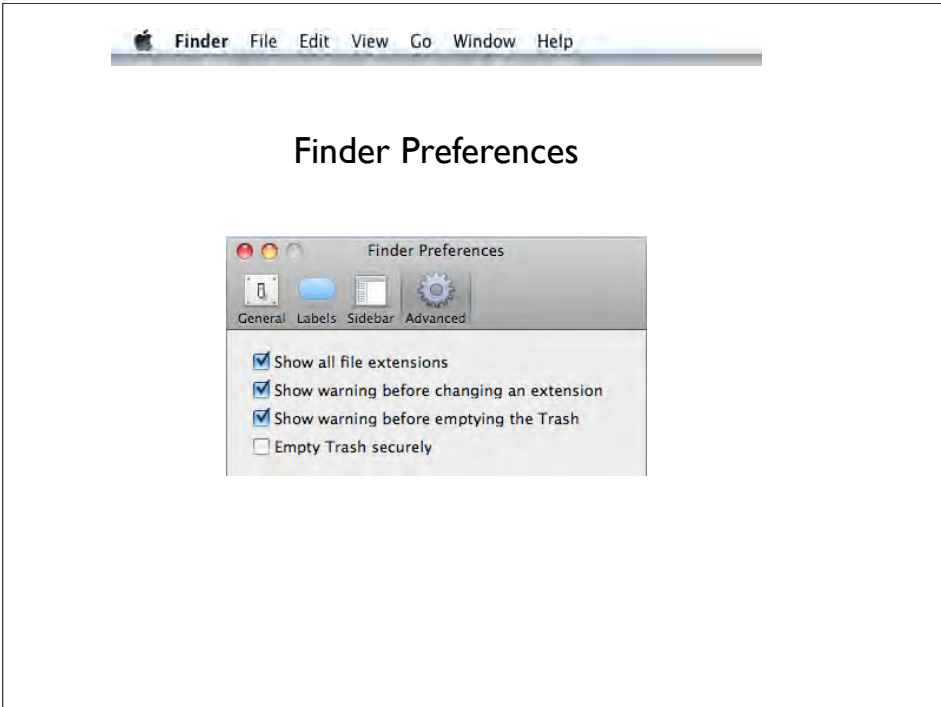 Finder File Edit View Go Window Help
Finder Preferences
Finder Preferences
General Labels Sidebar Advanced
Show all file extensions
Show warning before changing an extension
Show warning before emptying the Trash
Empty Trash securely